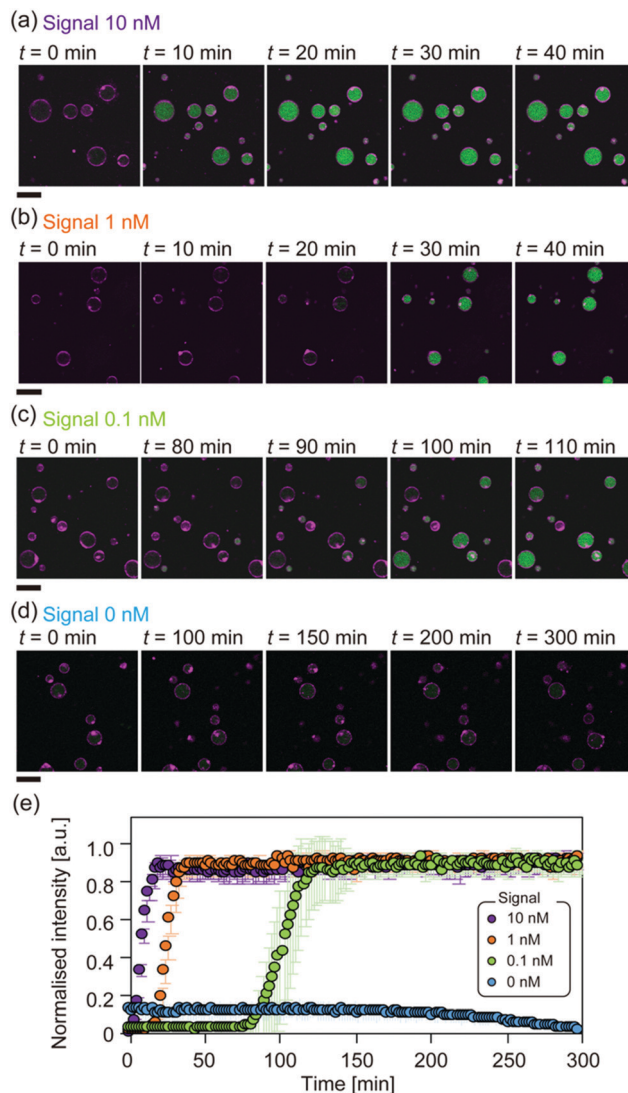 (a) Signal 10 nM
t = 0 min t = 10 min t = 20 min t = 30 min t = 40 min
(b) Signal 1 nM
t = 0 min t = 10 min t = 20 min t = 30 min t = 40 min
(c) Signal 0.1 nM
t = 0 min t = 80 min t = 90 min t = 100 min t = 110 min
(d) Signal 0 nM
t = 0 min t = 100 min t = 150 min t = 200 min t = 300 min
(e)
Normalised intensity [a.u.]
1.0
0.8
0.6
0.4
0.2
0
Signal
10 nM
1 nM
0.1 nM
0 nM
0 50 100 150 200 250 300
Time [min]